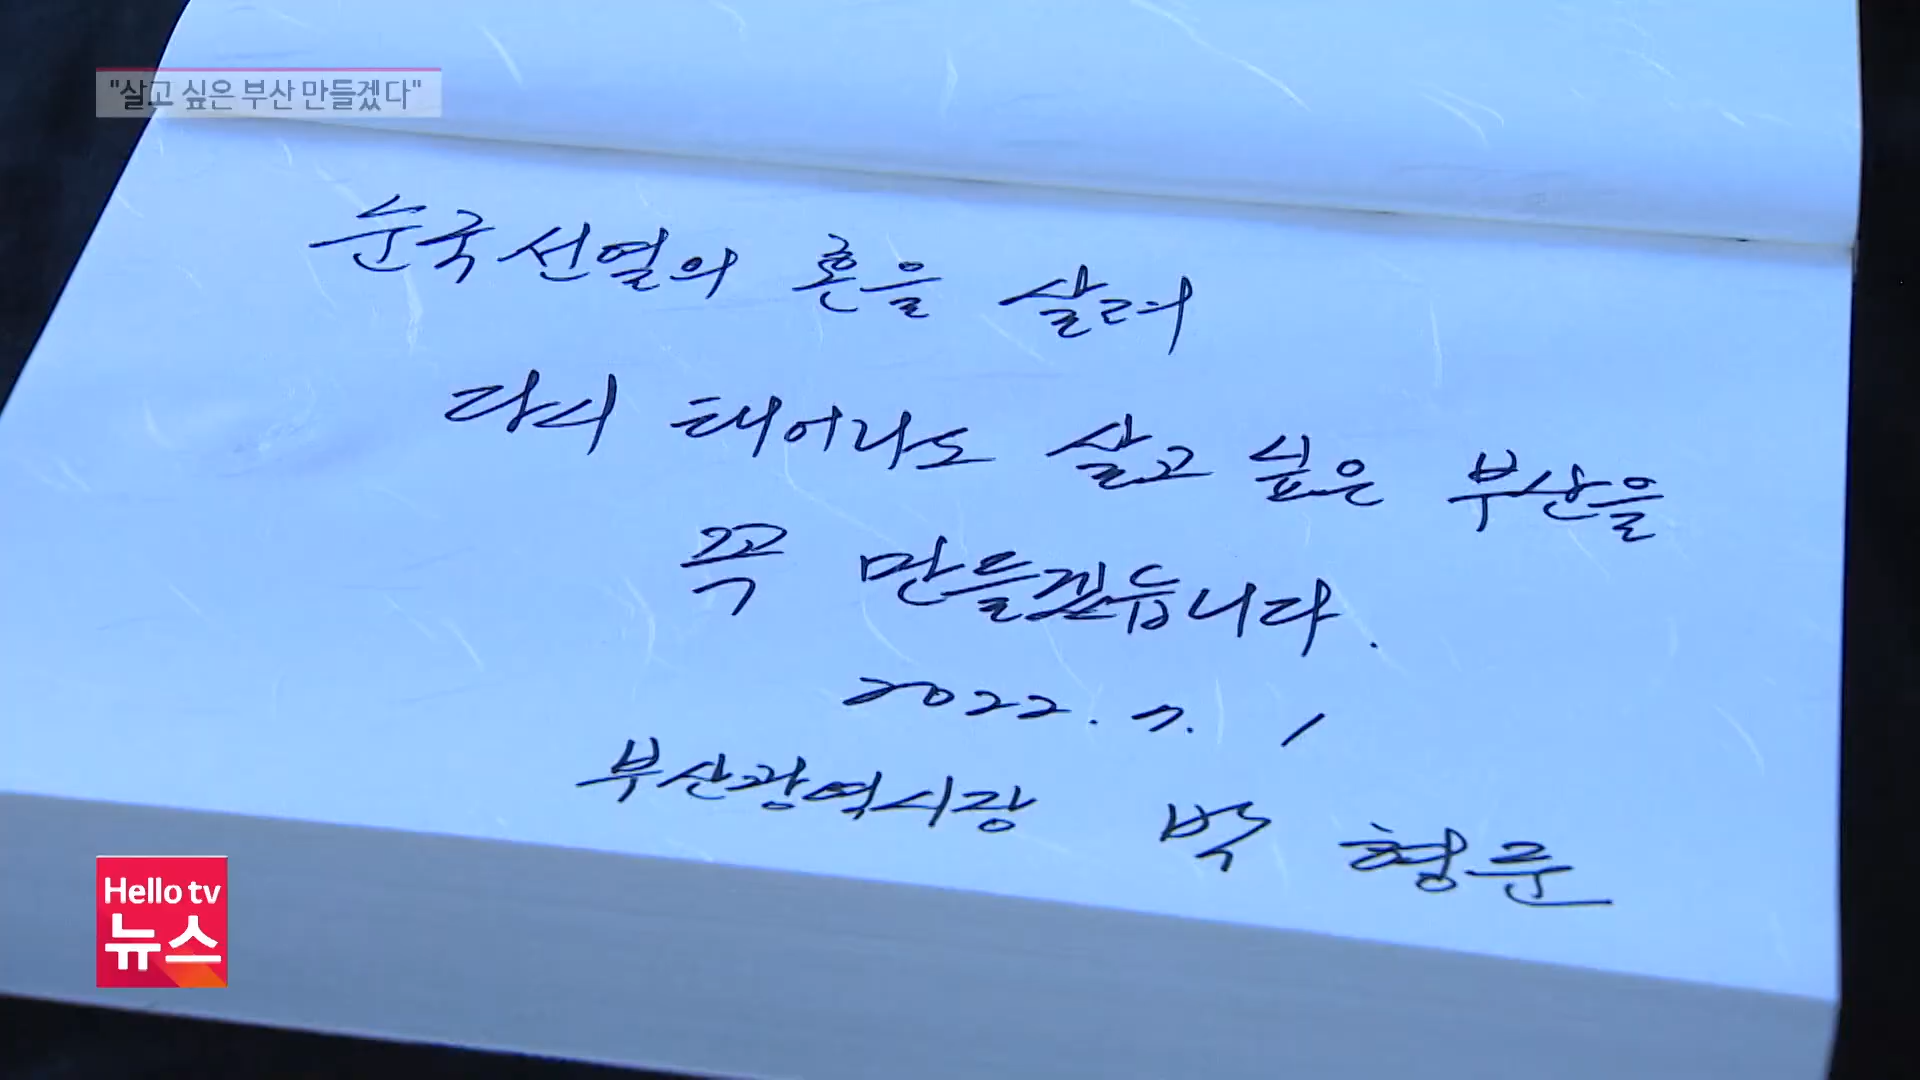 "살고 싶은 부산 만들겠다"
순국선열의 혼을 살려
다시 태어라도 살고 싶은 부산을
꼭 만들겠습니다.
2022. 7. 1
부산광역시장 박형준
Hello tv
뉴스